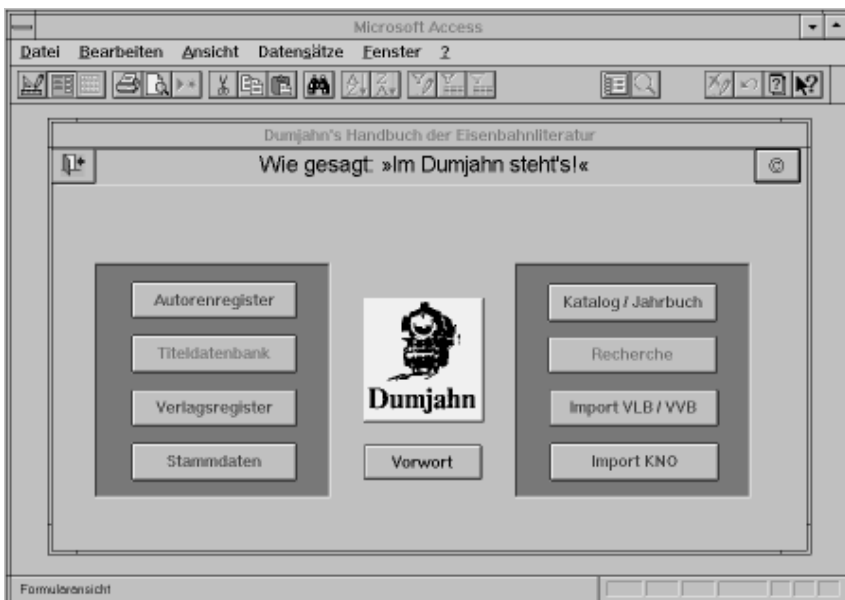 Microsoft Access
Datei Bearbeiten Ansicht Datensätze Fenster ?
Dumjahn's Handbuch der Eisenbahnliteratur
Wie gesagt: »Im Dumjahn steht's!« ©
Autorenregister
Titeldatenbank
Verlagsregister
Stammdaten
Dumjahn
Vorwort
Katalog / Jahrbuch
Recherche
Import VLB / VVB
Import KNO
Formularansicht